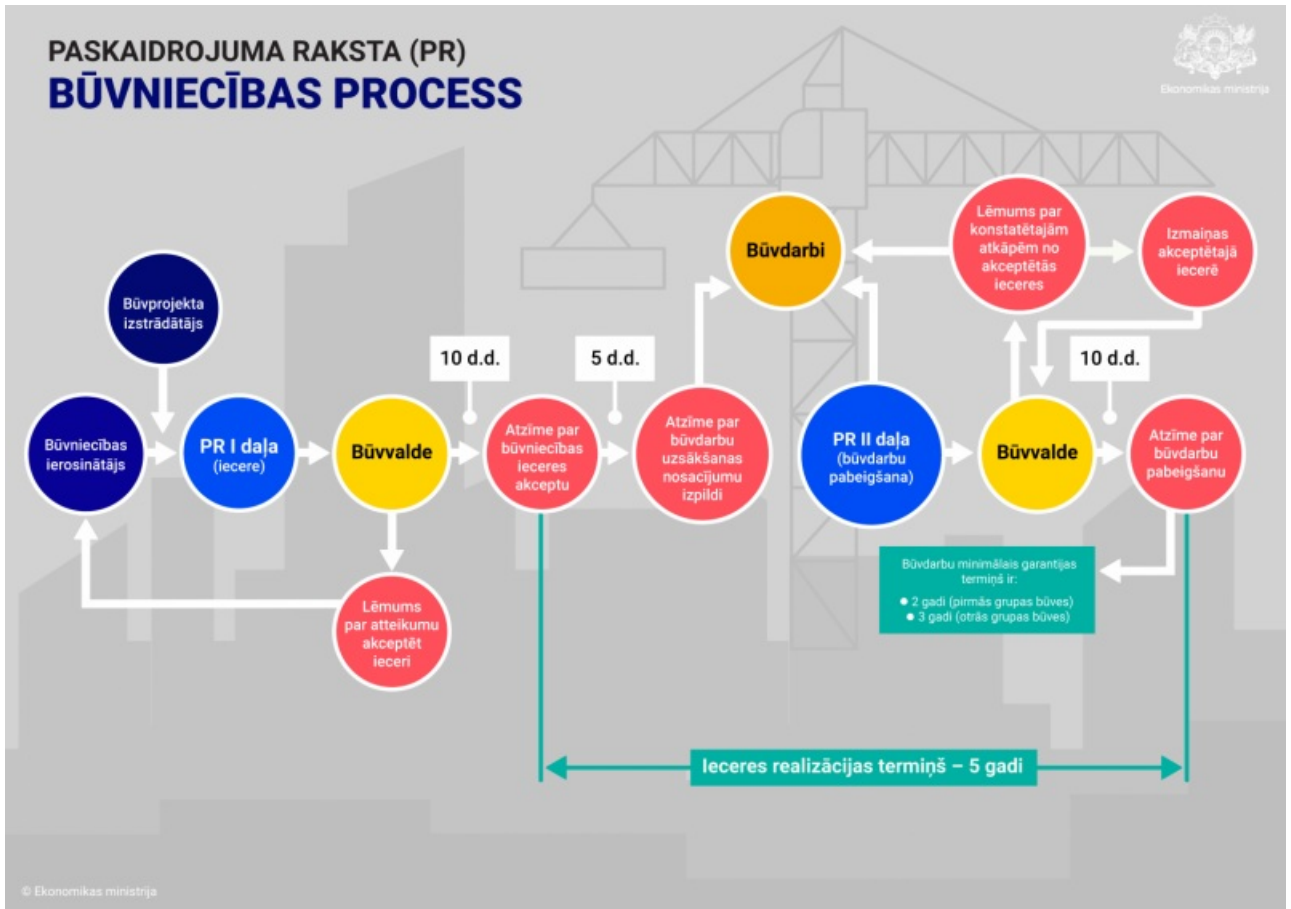 PASKAIDROJUMA RAKSTA (PR)
BŪVNIECĪBAS PROCESS
Ekonomikas ministrija
Būvprojekta
izstrādātājs
Būvniecības
ierosinātājs
PR I daļa
(iecere)
Būvvalde
Lēmums
par atteikumu
akceptēt
ieceri
10 d.d.
Atzīme par
būvniecības
ieceres
akceptu
5 d.d.
Atzīme par
būvdarbu
uzsākšanas
nosacījumu
izpildi
Būvdarbi
PR II daļa
(būvdarbu
pabeigšana)
Būvvalde
Lēmums par
konstatētajām
atkāpēm no
akceptētās
ieceres
Izmaiņas
akceptētajā
iecerē
10 d.d.
Atzīme par
būvdarbu
pabeigšanu
Būvdarbu minimālais garantijas
termiņš ir:
● 2 gadi (pirmās grupas būves)
● 3 gadi (otrās grupas būves)
Ieceres realizācijas termiņš – 5 gadi
© Ekonomikas ministrija